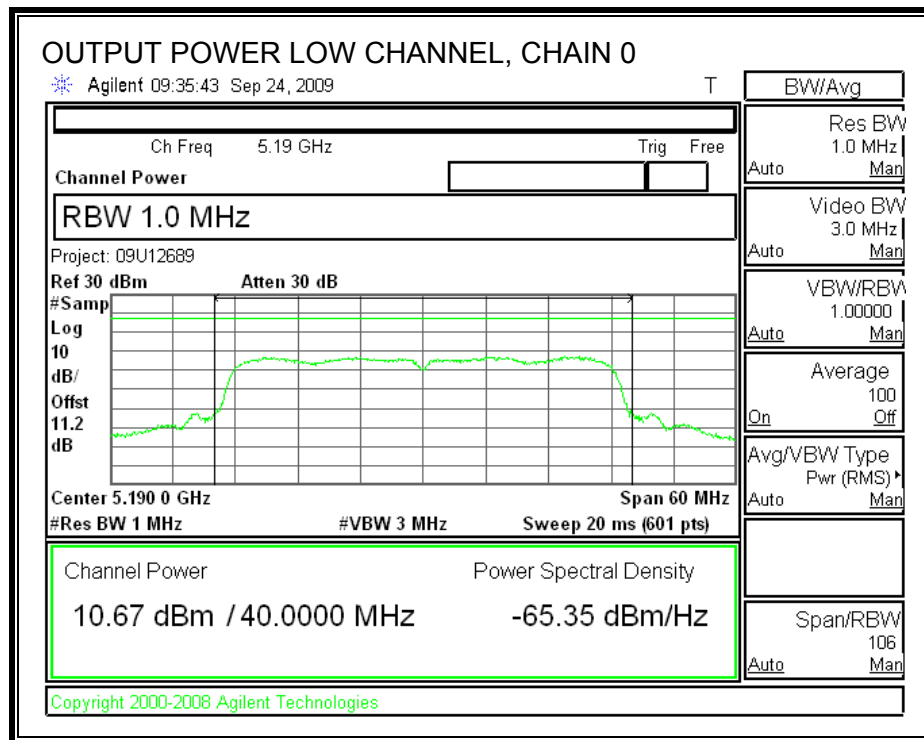 OUTPUT POWER LOW CHANNEL, CHAIN 0
Agilent 09:35:43 Sep 24, 2009 T
Ch Freq 5.19 GHz Trig Free
Channel Power
RBW 1.0 MHz
Project: 09U12689
Ref 30 dBm Atten 30 dB
#Samp
Log
10
dB/
Offst
11.2
dB
Center 5.190 0 GHz Span 60 MHz
#Res BW 1 MHz #VBW 3 MHz Sweep 20 ms (601 pts)
Channel Power Power Spectral Density
10.67 dBm / 40.0000 MHz -65.35 dBm/Hz
Copyright 2000-2008 Agilent Technologies
BW/Avg
Res BW
1.0 MHz
Auto Man
Video BW
3.0 MHz
Auto Man
VBW/RBW
1.00000
Auto Man
Average
100
On Off
Avg/VBW Type
Pwr (RMS)
Auto Man
Span/RBW
106
Auto Man